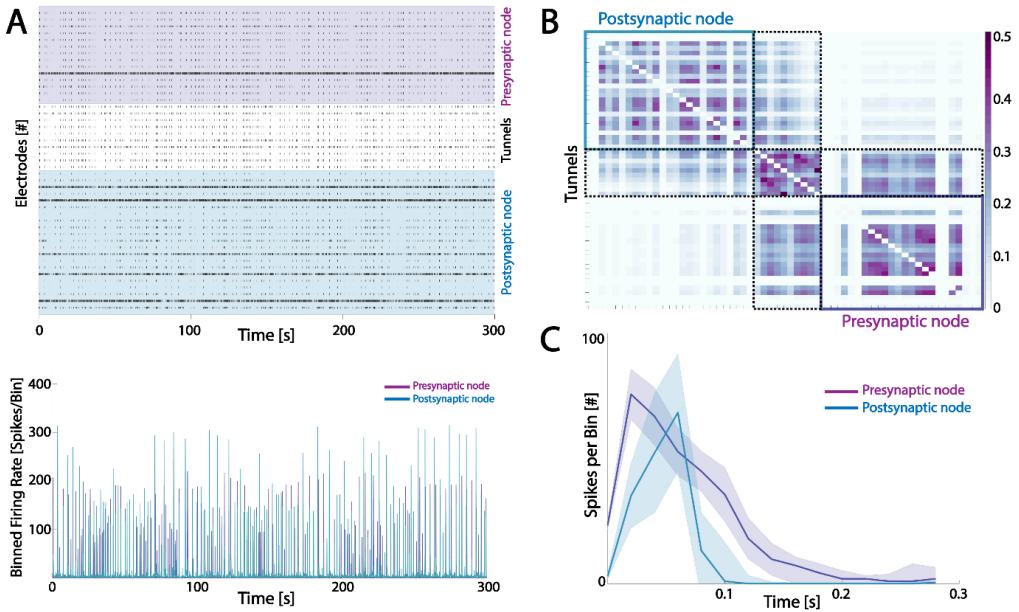 A
Electrodes [#]
Presynaptic node
Tunnels
Postsynaptic node
0
100
200
300
Time [s]
Binned Firing Rate [Spikes/Bin]
400
300
200
100
Presynaptic node
Postsynaptic node
0
100
200
300
Time [s]
B
Postsynaptic node
Tunnels
Presynaptic node
0.5
0.4
0.3
0.2
0.1
0
C
Spikes per Bin [#]
100
0
Presynaptic node
Postsynaptic node
0.1
0.2
0.3
Time [s]